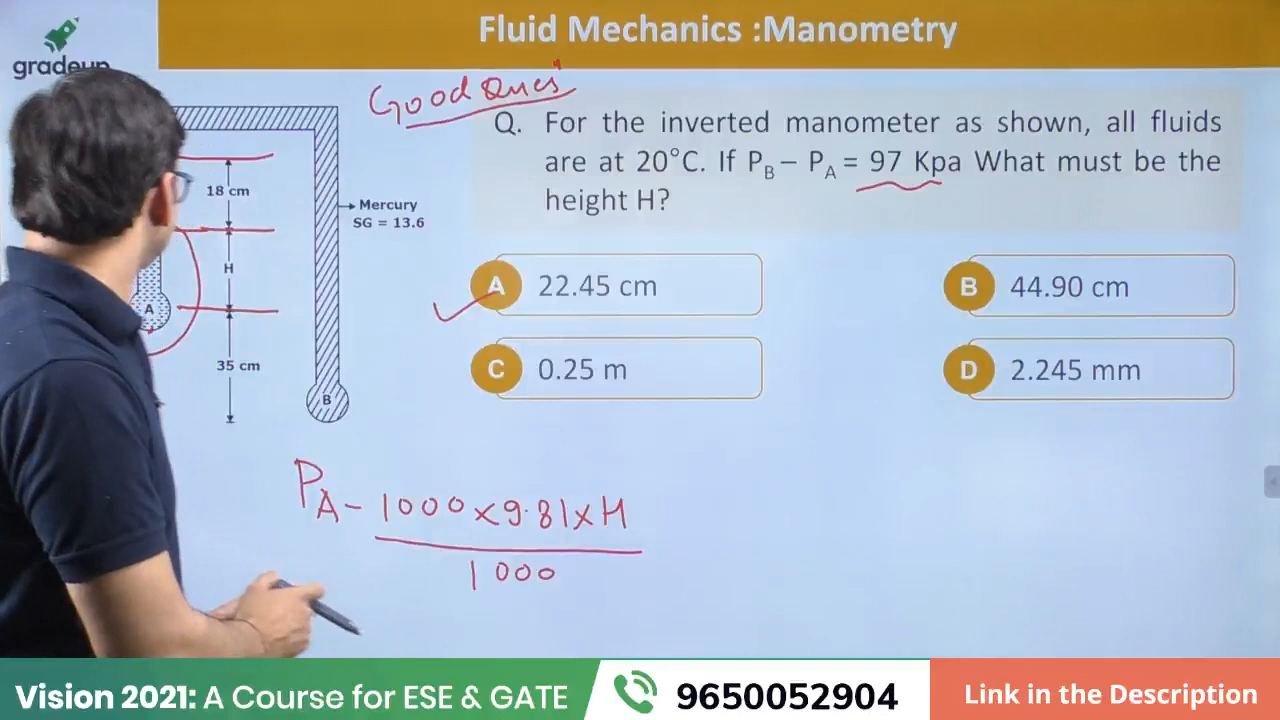 Fluid Mechanics :Manometry
gradeup
Good Ques"
Q. For the inverted manometer as shown, all fluids
are at 20°C. If PB – PA = 97 Kpa What must be the
height H?
18 cm
Mercury
SG = 13.6
H
A
35 cm
B
A 22.45 cm
B 44.90 cm
C 0.25 m
D 2.245 mm
PA - 1000 x 9.81 x H
1000
Vision 2021: A Course for ESE & GATE
9650052904
Link in the Description